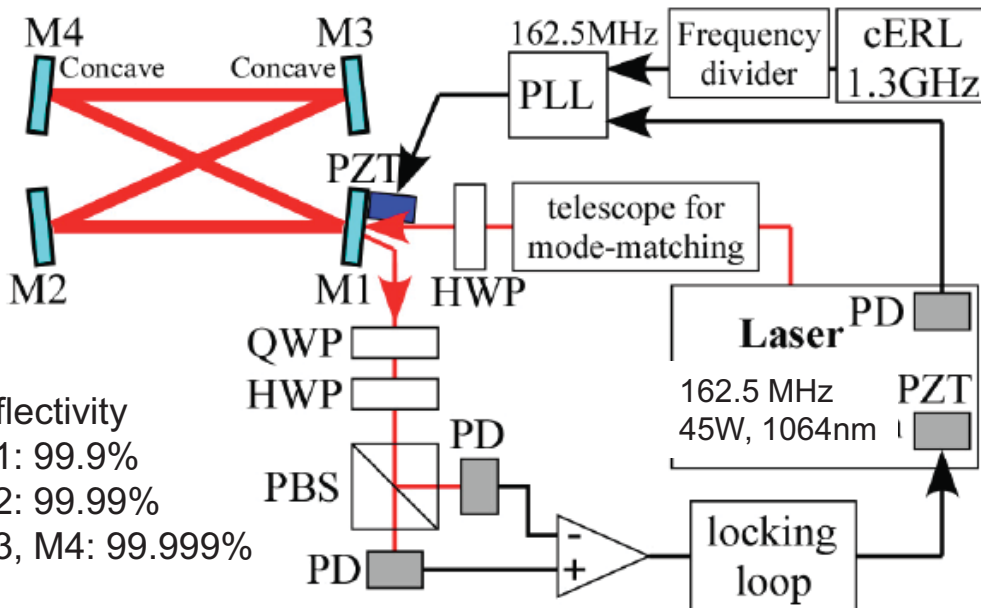 M4
M3
Concave
Concave
162.5MHz
Frequency
divider
cERL
1.3GHz
PLL
PZT
telescope for
mode-matching
M2
M1
HWP
PD
Laser
QWP
162.5 MHz
45W, 1064nm
PZT
HWP
flectivity
1: 99.9%
2: 99.99%
3, M4: 99.999%
PBS
PD
PD
-
+
locking
loop